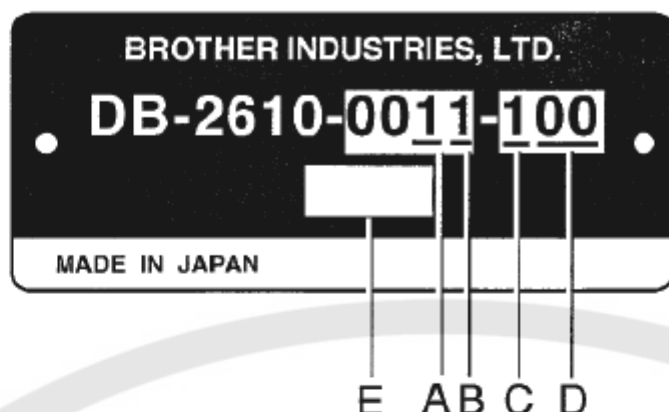 BROTHER INDUSTRIES, LTD.
DB-2610-0011-100
MADE IN JAPAN
E A B C D